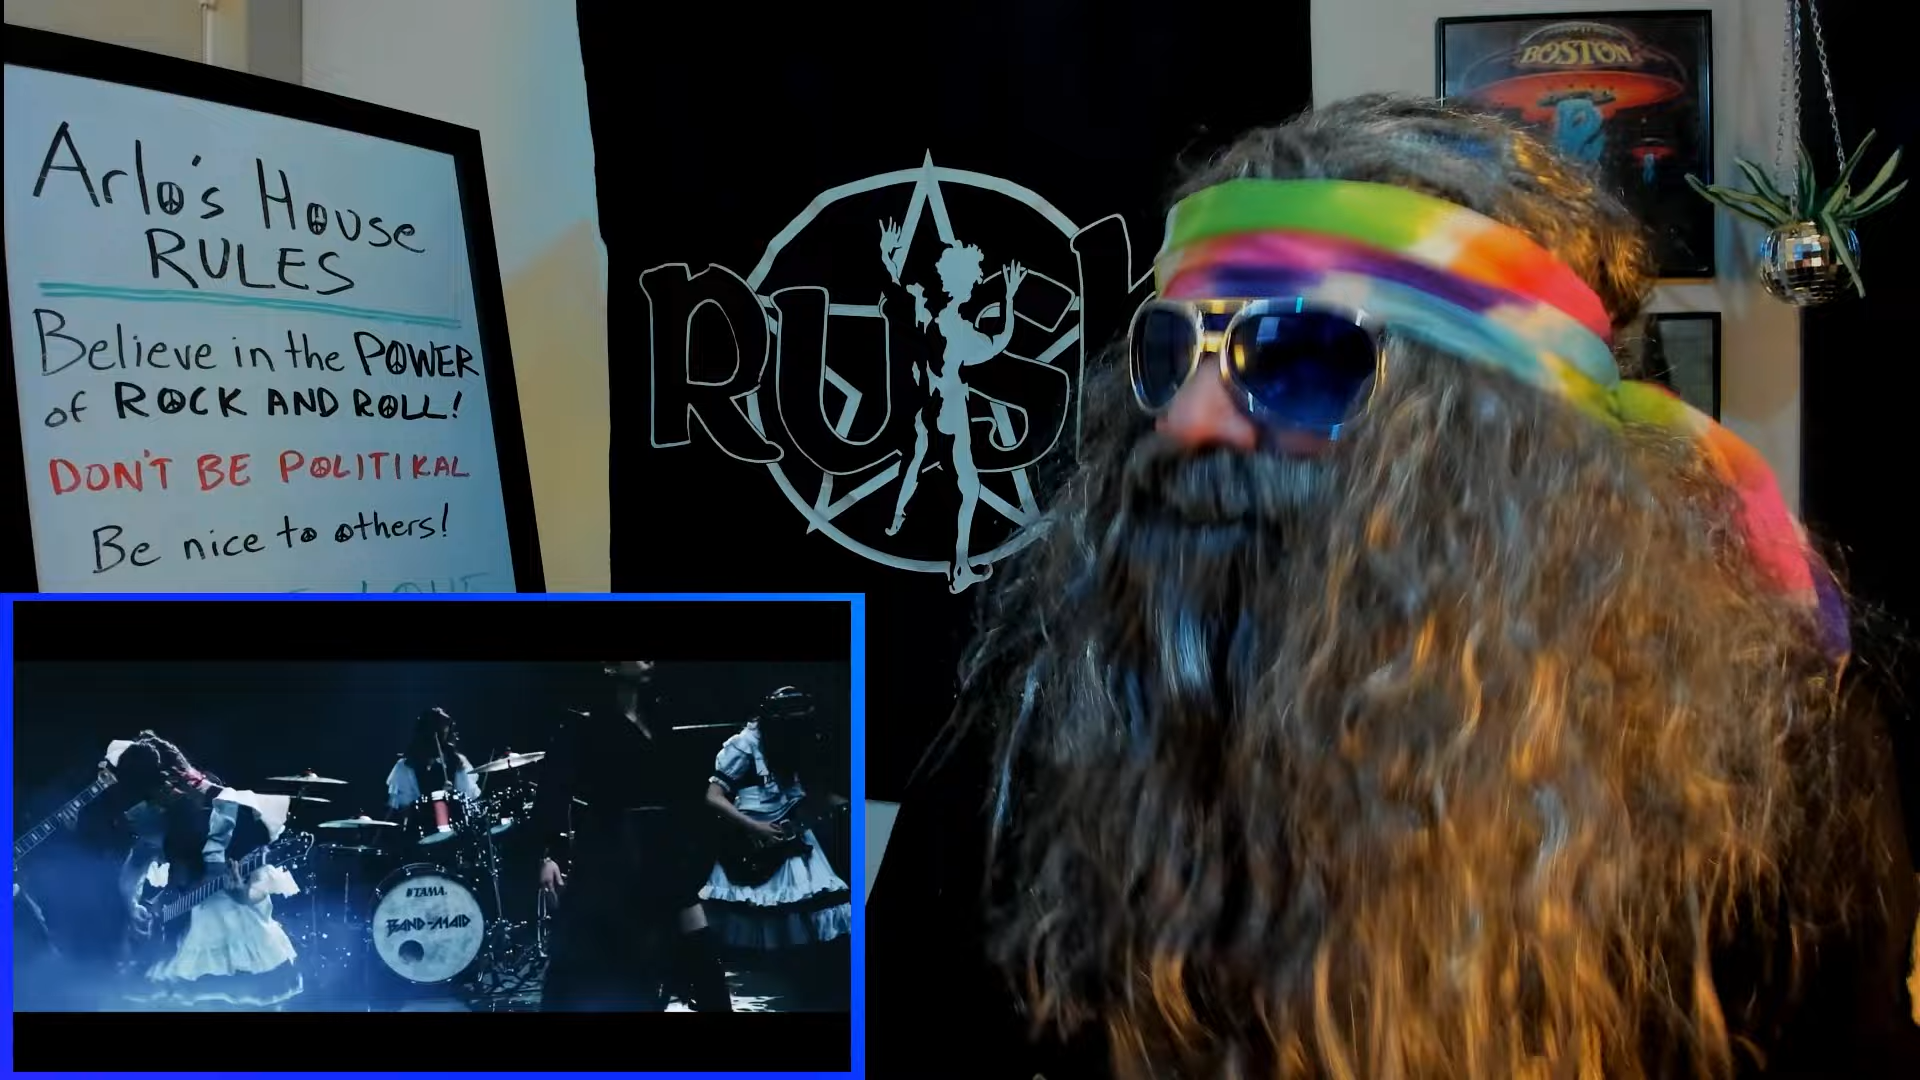 Arlo's House
RULES
Believe in the POWER
of ROCK AND ROLL!
DON'T BE POLITIKAL
Be nice to others!
LOVE
RUSH
BOSTON
TAMA
BAND-MAID